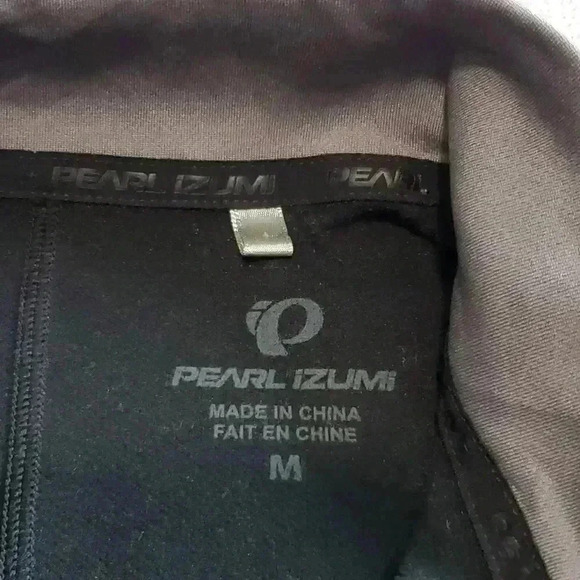 PEARL iZUMi PEARL
PEARL iZUMi
MADE IN CHINA
FAIT EN CHINE
M